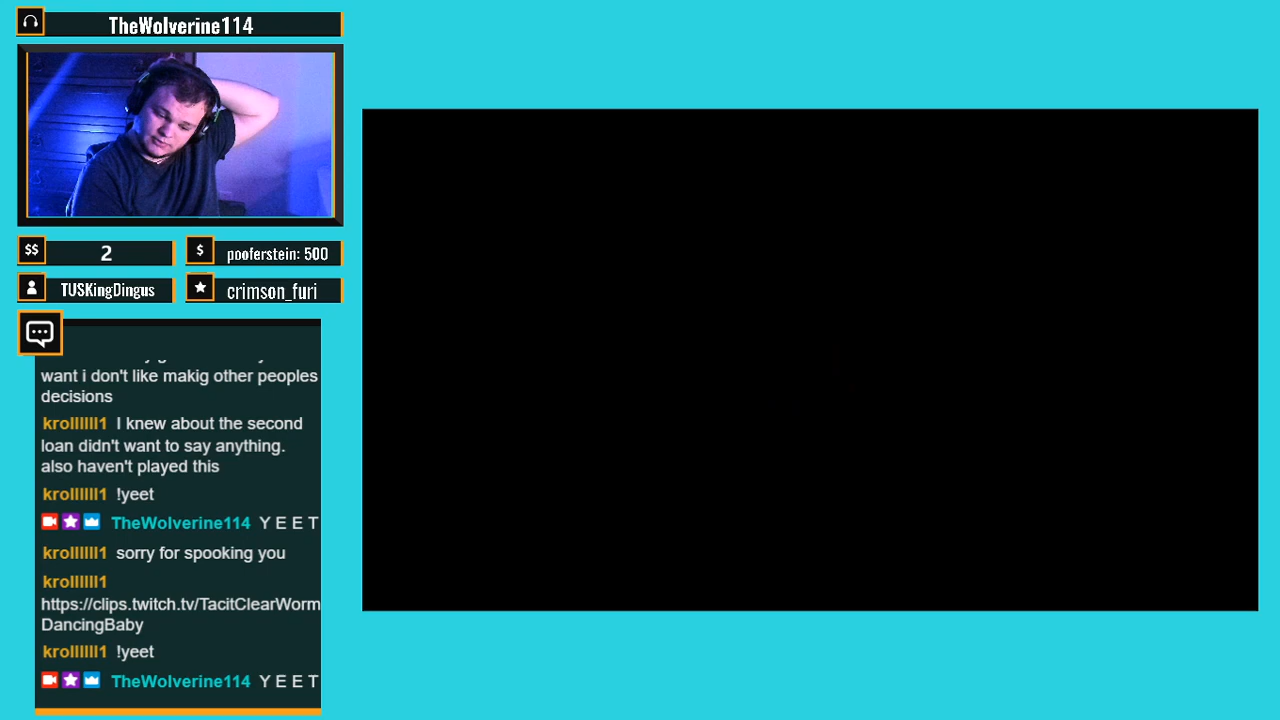 TheWolverine114
$$ 2
$ pooferstein: 500
TUSKingDingus
crimson_furi
want i don't like makig other peoples
decisions
krollllll1 I knew about the second
loan didn't want to say anything.
also haven't played this
krollllll1 !yeet
TheWolverine114 Y E E T
krollllll1 sorry for spooking you
krollllll1
https://clips.twitch.tv/TacitClearWorm
DancingBaby
krollllll1 !yeet
TheWolverine114 Y E E T